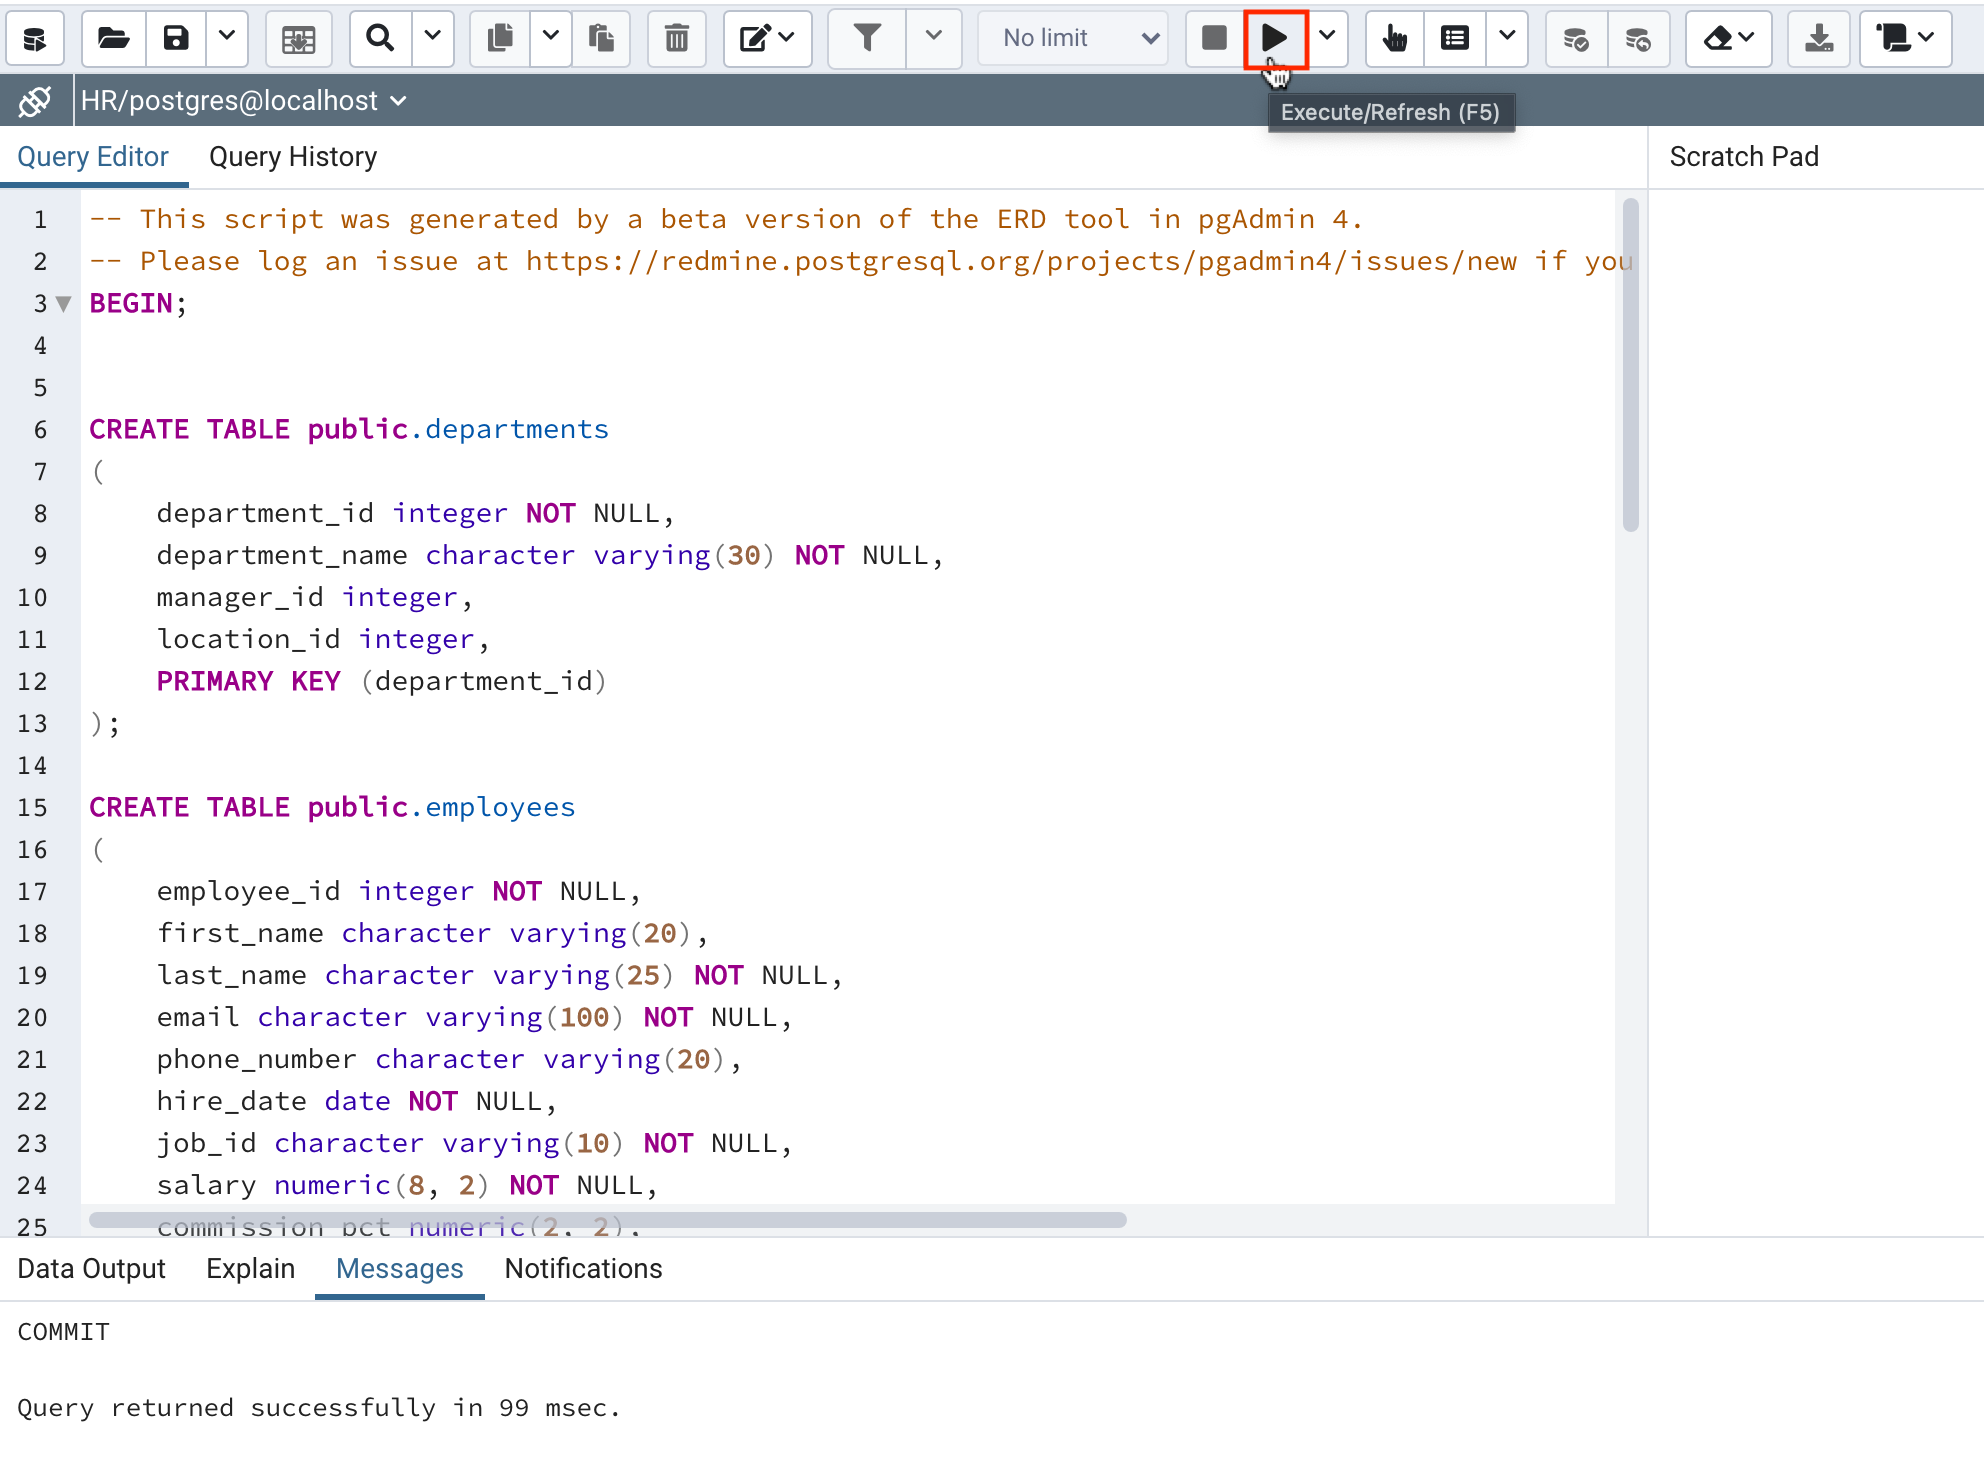 No limit
HR/postgres@localhost
Execute/Refresh (F5)
Query Editor Query History Scratch Pad
1 -- This script was generated by a beta version of the ERD tool in pgAdmin 4.
2 -- Please log an issue at https://redmine.postgresql.org/projects/pgadmin4/issues/new if you
3 BEGIN;
4
5
6 CREATE TABLE public.departments
7 (
8     department_id integer NOT NULL,
9     department_name character varying(30) NOT NULL,
10     manager_id integer,
11     location_id integer,
12     PRIMARY KEY (department_id)
13 );
14
15 CREATE TABLE public.employees
16 (
17     employee_id integer NOT NULL,
18     first_name character varying(20),
19     last_name character varying(25) NOT NULL,
20     email character varying(100) NOT NULL,
21     phone_number character varying(20),
22     hire_date date NOT NULL,
23     job_id character varying(10) NOT NULL,
24     salary numeric(8, 2) NOT NULL,
25     commission_pct numeric(2, 2),
Data Output Explain Messages Notifications
COMMIT
Query returned successfully in 99 msec.